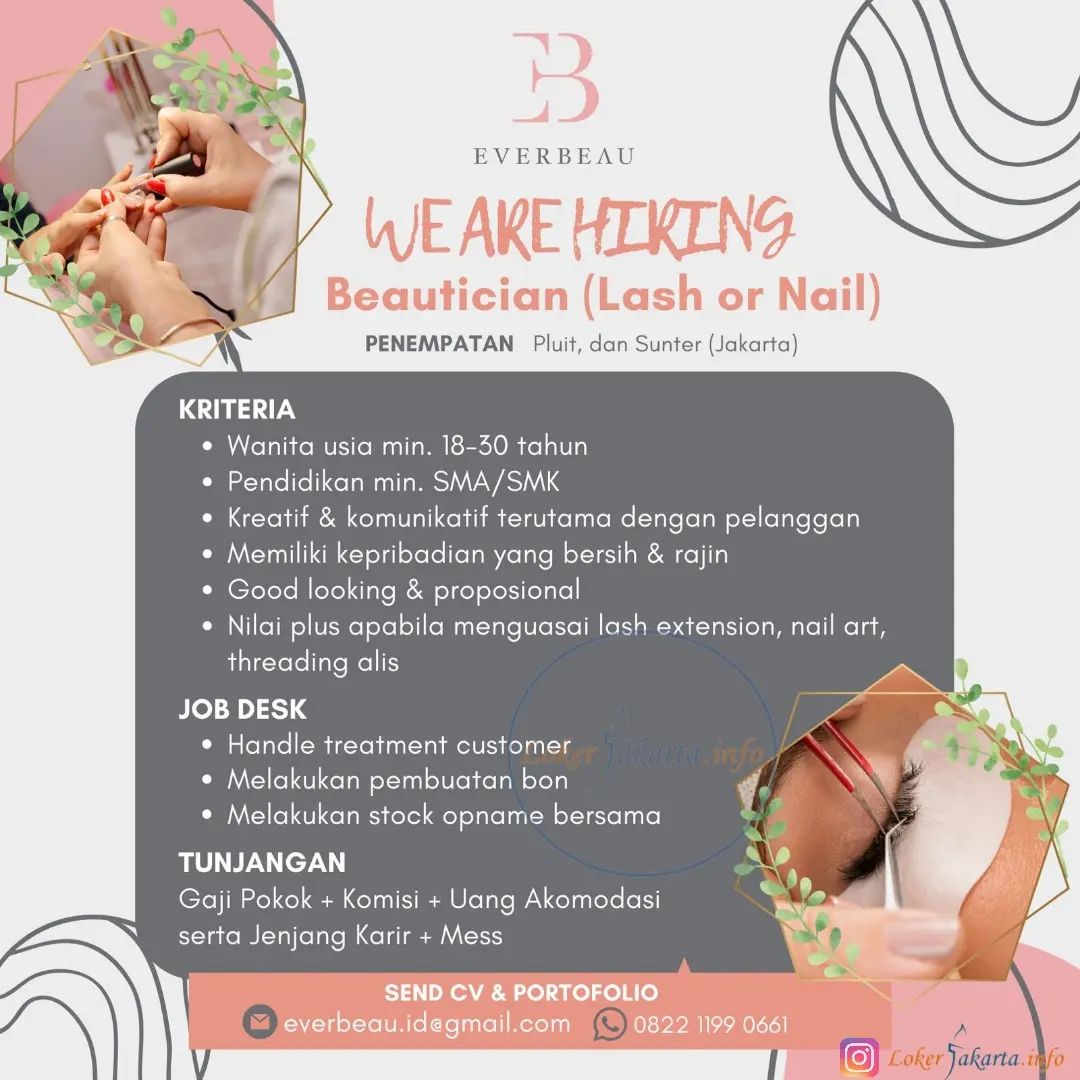 EB
EVERBEAU
WE ARE HIRING
Beautician (Lash or Nail)
PENEMPATAN Pluit, dan Sunter (Jakarta)
KRITERIA
• Wanita usia min. 18-30 tahun
• Pendidikan min. SMA/SMK
• Kreatif & komunikatif terutama dengan pelanggan
• Memiliki kepribadian yang bersih & rajin
• Good looking & proposional
• Nilai plus apabila menguasai lash extension, nail art,
threading alis
JOB DESK
• Handle treatment customer
• Melakukan pembuatan bon
• Melakukan stock opname bersama
Loker Jakarta.info
TUNJANGAN
Gaji Pokok + Komisi + Uang Akomodasi
serta Jenjang Karir + Mess
SEND CV & PORTOFOLIO
everbeau.id@gmail.com 0822 1199 0661
Loker Jakarta.info